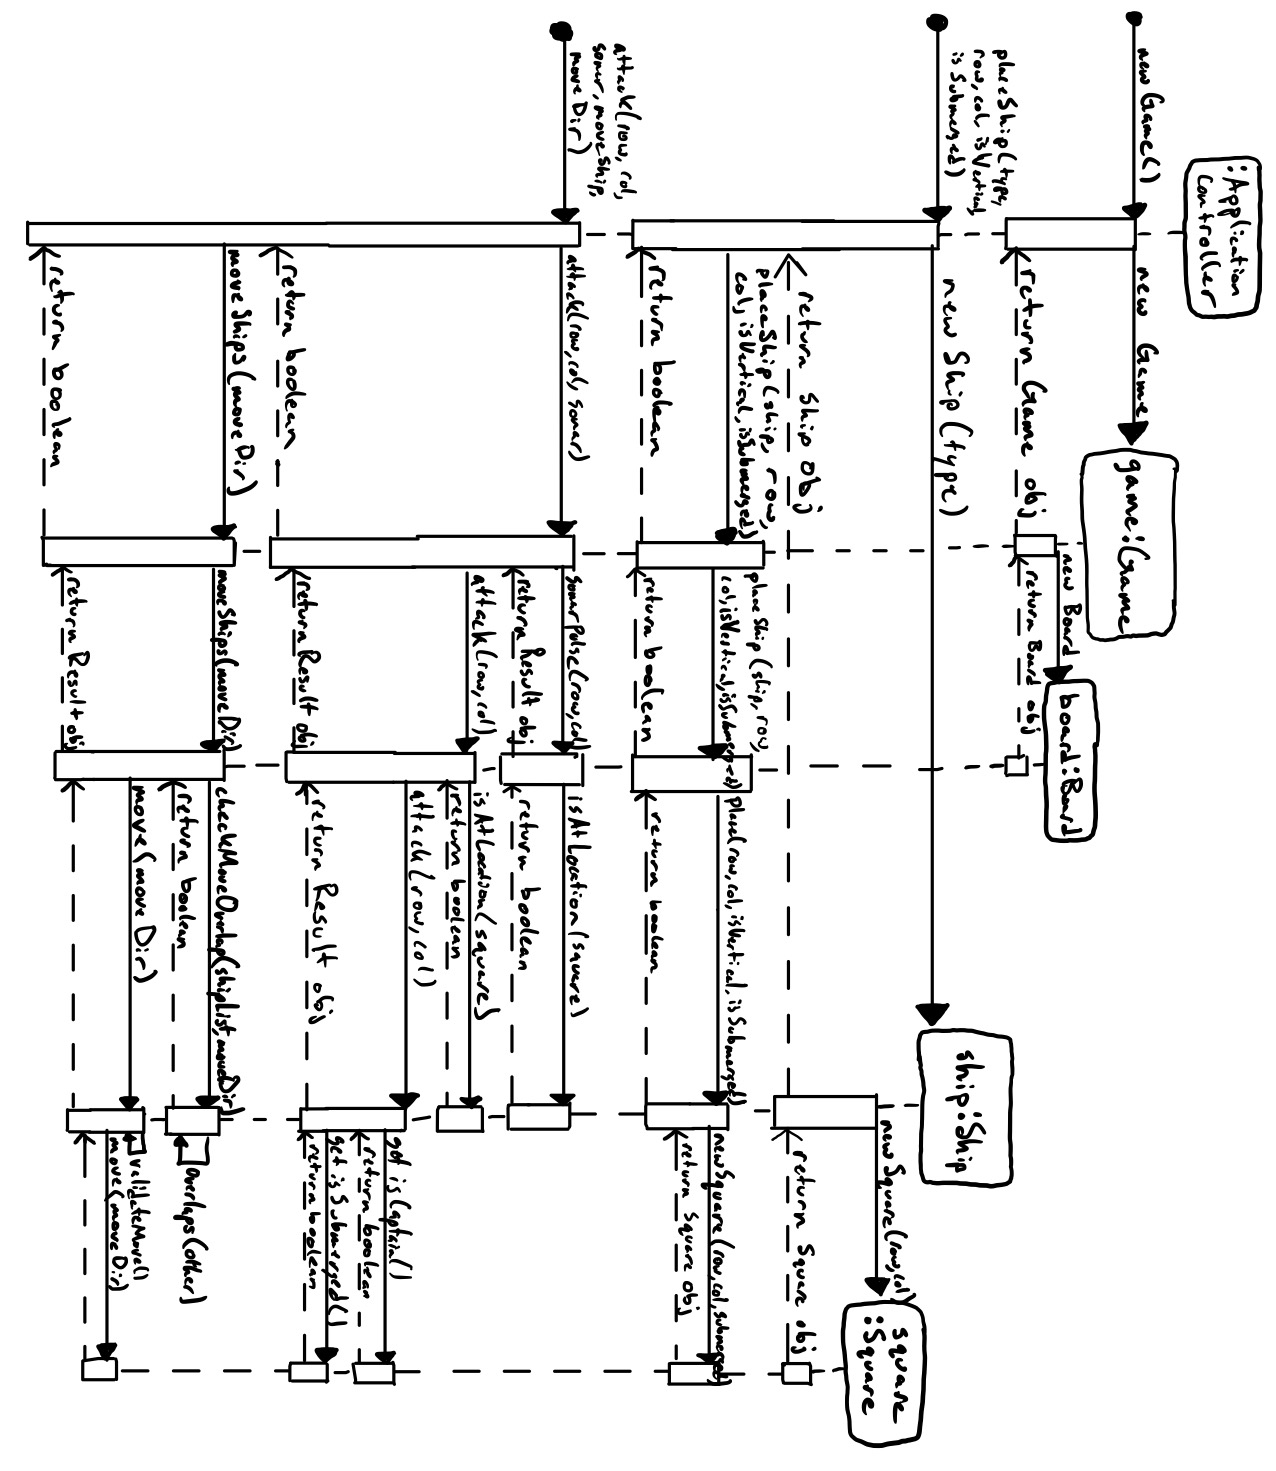 newGame()
:Application
Controller
new Game
game:Game
return Game obj
new Board
board:Board
return Board obj
placeShip(type,
row, col, isVertical
isSubmerged)
new Ship(type)
ship:Ship
newSquare(row,col)
square
:Square
return Square obj
return Ship obj
placeShip(ship, row,
col, isVertical, isSubmerged)
placeShip(ship, row,
col,isVertical,isSubmerged)
Place(row, col, isVertical, isSubmerged)
newSquare(row,col,submerged)
return Square obj
return boolean
return boolean
return boolean
attack(row, col,
sonar, moveShip,
moveDir)
attack(row, col, sonar)
sonarPulse(row,col)
isAtLocation(square)
return boolean
return Result obj
attack(row,col)
isAtLocation(square)
return boolean
attack(row,col)
get isCaptain()
return boolean
get isSubmerged()
return boolean
return Result obj
return Result obj
return boolean
moveShips(moveDir)
moveShips(moveDir)
checkMoveOverlap(shiplist, moveDir)
Overlaps(other)
return boolean
move(moveDir)
validateMove()
move(moveDir)
return Result obj
return boolean